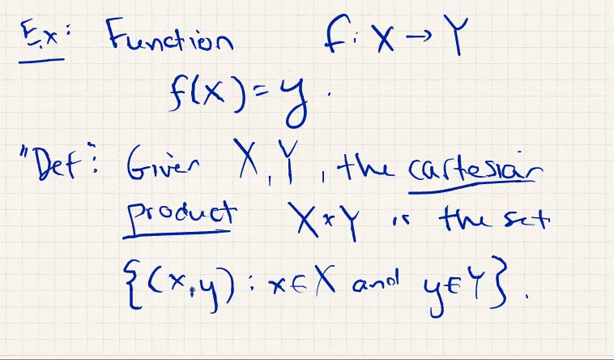 Ex: Function f: X → Y
f(x) = y.
"Def": Given X, Y, the cartesian
product X × Y is the set
{(x,y) : x ∈ X and y ∈ Y}.